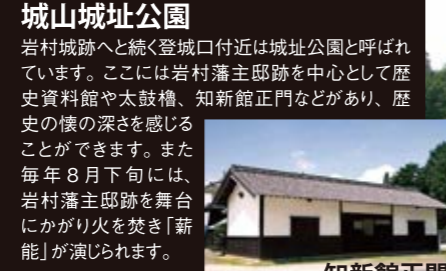 城山城址公園
岩村城跡へと続く登城口付近は城址公園と呼ばれ
ています。ここには岩村藩主邸跡を中心として歴
史資料館や太鼓櫓、知新館正門などがあり、歴
史の懐の深さを感じる
ことができます。また
毎年８月下旬には、
岩村藩主邸跡を舞台
にかがり火を焚き「薪
能」が演じられます。
知新館正門